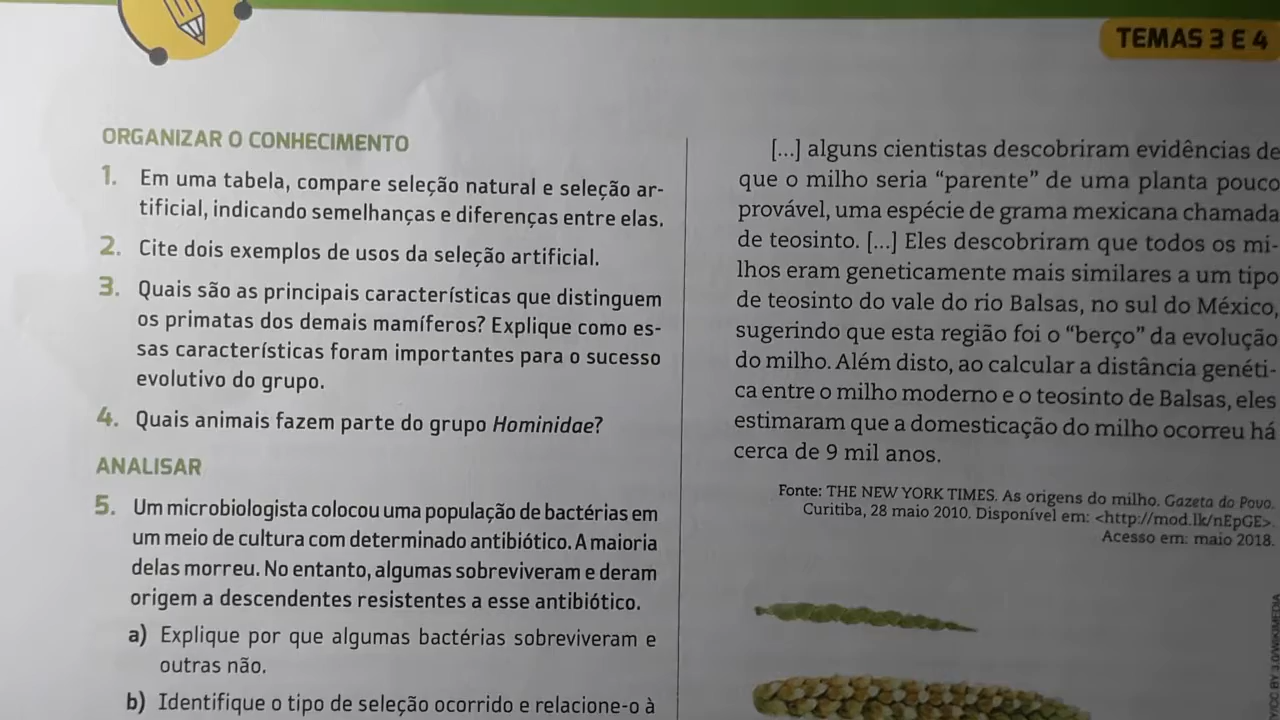 TEMAS 3 E 4
ORGANIZAR O CONHECIMENTO
1. Em uma tabela, compare seleção natural e seleção ar-
tificial, indicando semelhanças e diferenças entre elas.
2. Cite dois exemplos de usos da seleção artificial.
3. Quais são as principais características que distinguem
os primatas dos demais mamíferos? Explique como es-
sas características foram importantes para o sucesso
evolutivo do grupo.
4. Quais animais fazem parte do grupo Hominidae?
ANALISAR
5. Um microbiologista colocou uma população de bactérias em
um meio de cultura com determinado antibiótico. A maioria
delas morreu. No entanto, algumas sobreviveram e deram
origem a descendentes resistentes a esse antibiótico.
a) Explique por que algumas bactérias sobreviveram e
outras não.
b) Identifique o tipo de seleção ocorrido e relacione-o à
[...] alguns cientistas descobriram evidências de
que o milho seria “parente” de uma planta pouco
provável, uma espécie de grama mexicana chamada
de teosinto. [...] Eles descobriram que todos os mi-
lhos eram geneticamente mais similares a um tipo
de teosinto do vale do rio Balsas, no sul do México,
sugerindo que esta região foi o “berço” da evolução
do milho. Além disto, ao calcular a distância genéti-
ca entre o milho moderno e o teosinto de Balsas, eles
estimaram que a domesticação do milho ocorreu há
cerca de 9 mil anos.
Fonte: THE NEW YORK TIMES. As origens do milho. Gazeta do Povo.
Curitiba, 28 maio 2010. Disponível em: <http://mod.lk/nEpGE>.
Acesso em: maio 2018.